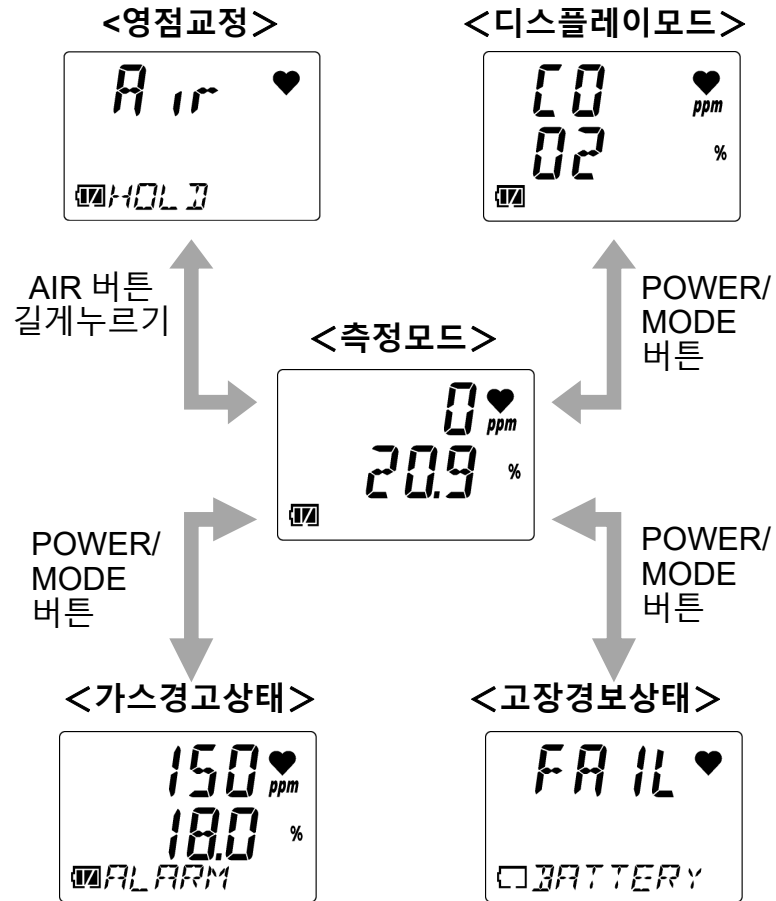 <영점교정>
Air
HOLD
<디스플레이모드>
CO
ppm
O2
%
AIR 버튼
길게누르기
POWER/
MODE
버튼
<측정모드>
0
ppm
20.9
%
POWER/
MODE
버튼
POWER/
MODE
버튼
<가스경고상태>
150
ppm
18.0
%
ALARM
<고장경보상태>
FAIL
BATTERY